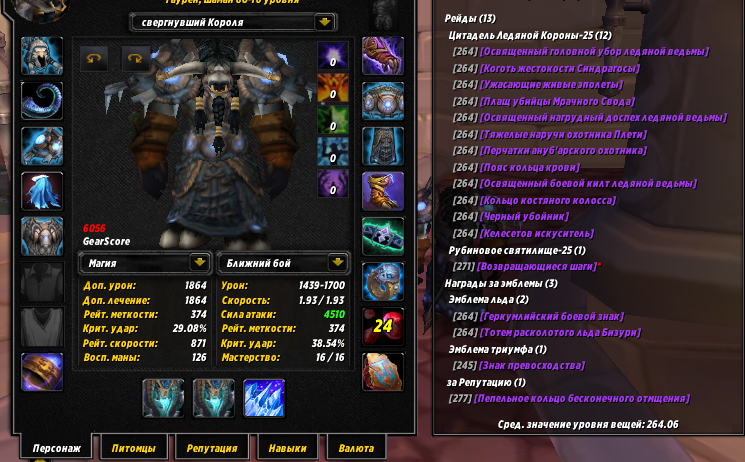 Таурен, шаман 80-го уровня
свергнувший Короля
0
0
0
0
0
6056
GearScore
24
Магия
Доп. урон: 1864
Доп. лечение: 1864
Рейт. меткости: 374
Крит. удар: 29.08%
Рейт. скорости: 871
Восп. маны: 126
Ближний бой
Урон: 1439-1700
Скорость: 1.93 / 1.93
Сила атаки: 4510
Рейт. меткости: 374
Крит. удар: 38.54%
Мастерство: 16 / 16
Персонаж
Питомцы
Репутация
Навыки
Валюта
Рейды (13)
Цитадель Ледяной Короны-25 (12)
[264] [Освященный головной убор ледяной ведьмы]
[264] [Коготь жестокости Синдрагосы]
[264] [Ужасающие живые эполеты]
[264] [Плащ убийцы Мрачного Свода]
[264] [Освященный нагрудный доспех ледяной ведьмы]
[264] [Тяжелые наручи охотника Плети]
[264] [Перчатки ануб'арского охотника]
[264] [Пояс кольца крови]
[264] [Освященный боевой килт ледяной ведьмы]
[264] [Кольцо костяного колосса]
[264] [Черный убойник]
[264] [Келесетов искуситель]
Рубиновое святилище-25 (1)
[271] [Возвращающиеся шаги]*
Награды за эмблемы (3)
Эмблема льда (2)
[264] [Геркумлийский боевой знак]
[264] [Тотем расколотого льда Бизури]
Эмблема триумфа (1)
[245] [Знак превосходства]
за Репутацию (1)
[277] [Пепельное кольцо бесконечного отмщения]
Сред. значение уровня вещей: 264.06